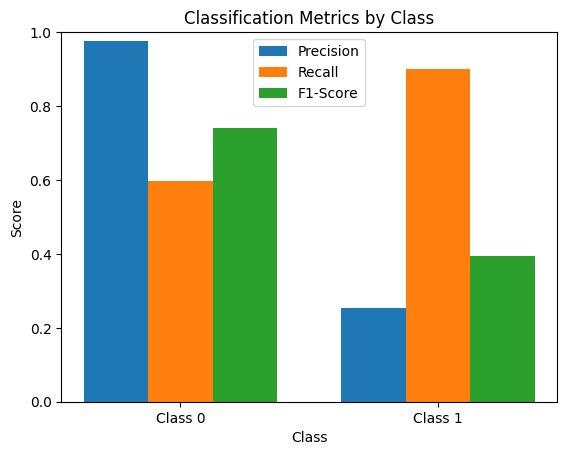 Classification Metrics by Class
Precision
Recall
F1-Score
1.0
0.8
0.6
0.4
0.2
0.0
Score
Class 0
Class 1
Class